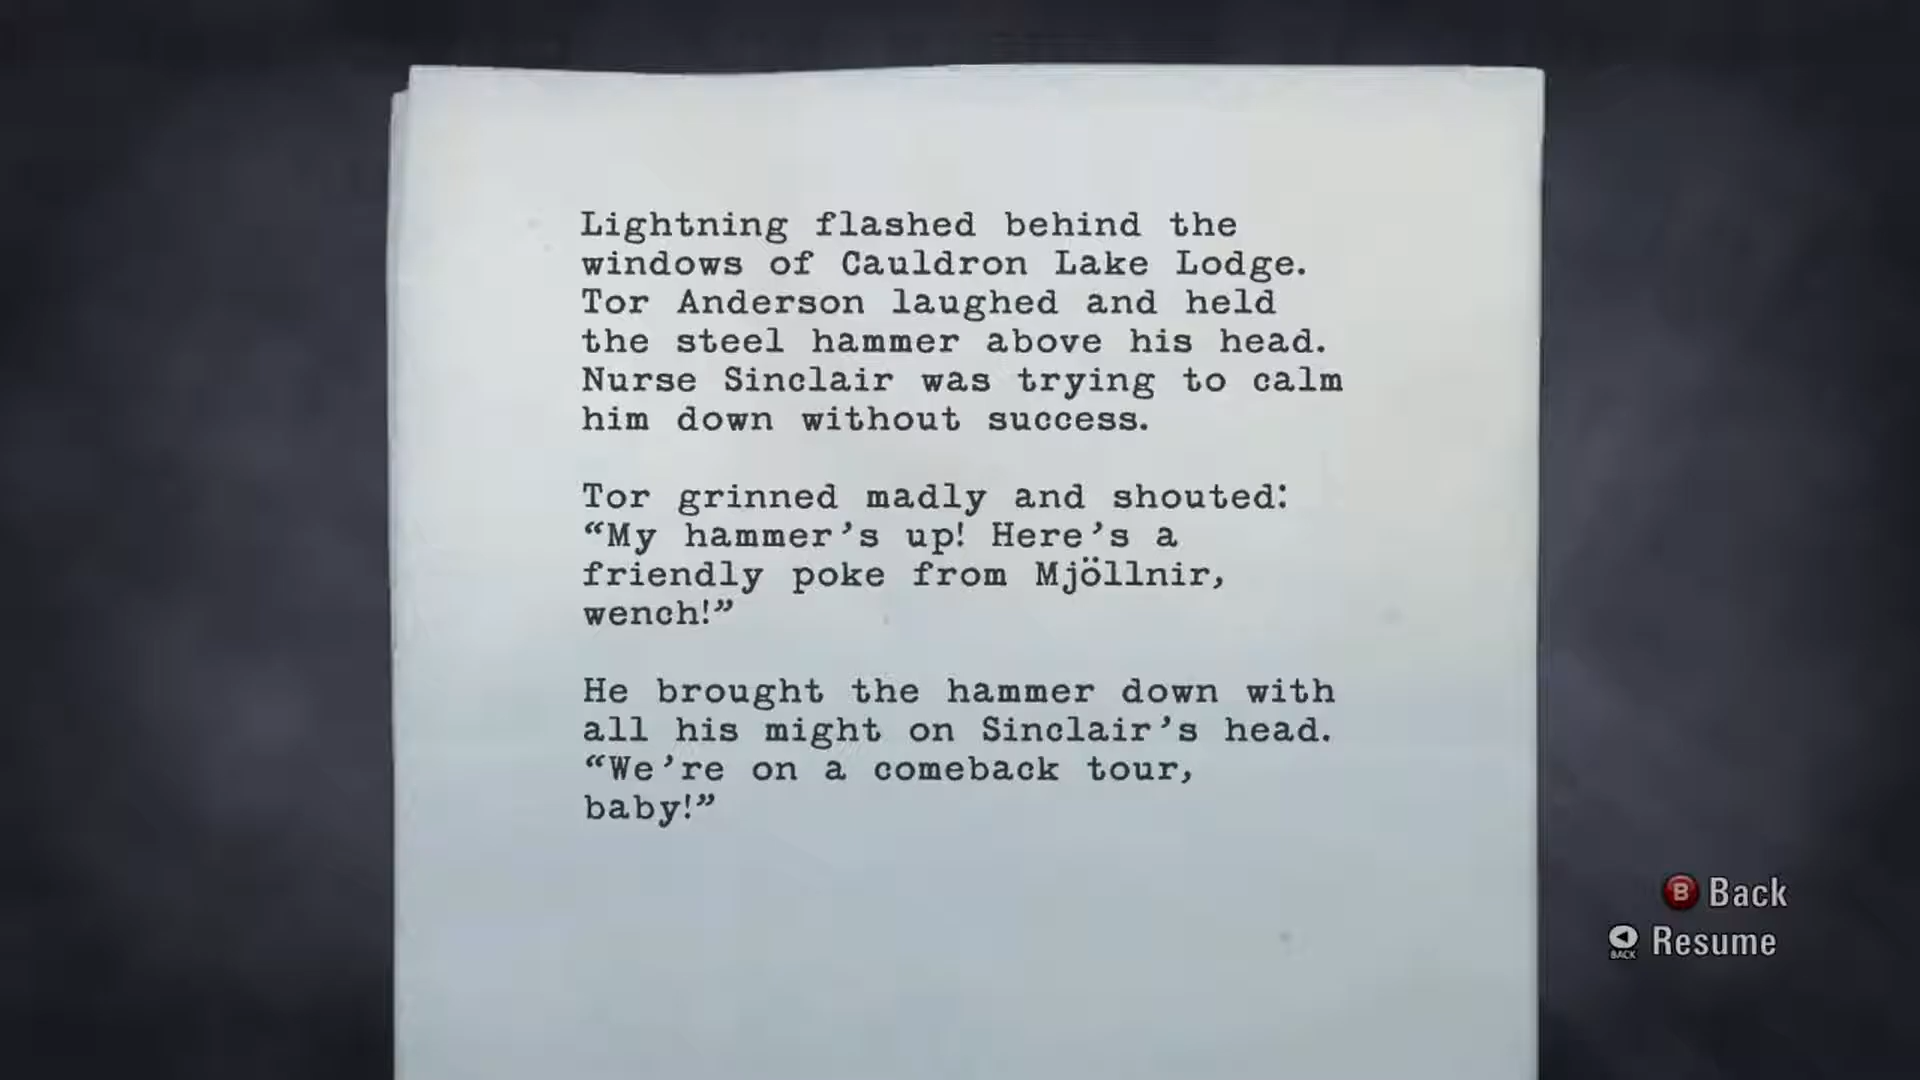 Lightning flashed behind the
windows of Cauldron Lake Lodge.
Tor Anderson laughed and held
the steel hammer above his head.
Nurse Sinclair was trying to calm
him down without success.
Tor grinned madly and shouted:
“My hammer’s up! Here’s a
friendly poke from Mjöllnir,
wench!”
He brought the hammer down with
all his might on Sinclair’s head.
“We’re on a comeback tour,
baby!”
B Back
BACK Resume